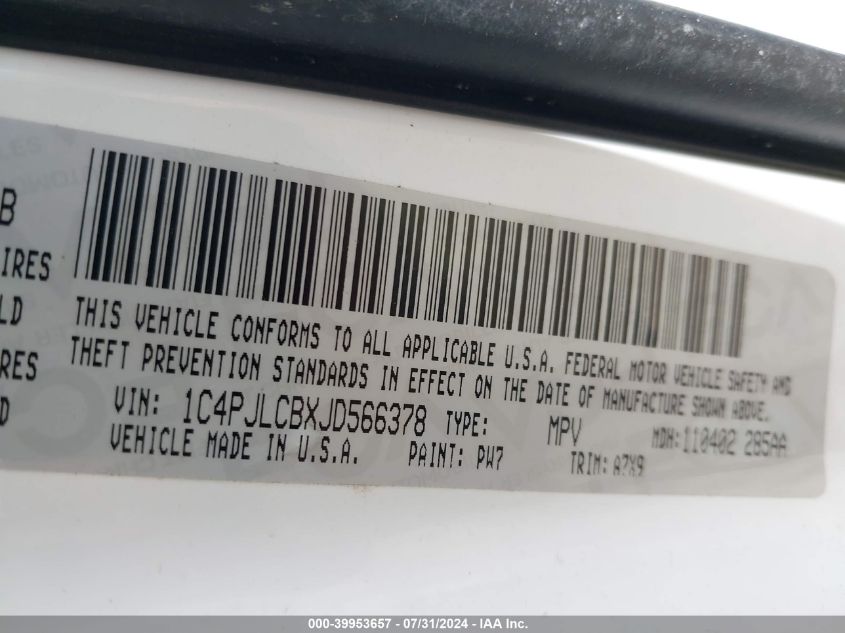 B
IRES
LD
RES
D
THIS VEHICLE CONFORMS TO ALL APPLICABLE U.S.A. FEDERAL MOTOR VEHICLE SAFETY AND
THEFT PREVENTION STANDARDS IN EFFECT ON THE DATE OF MANUFACTURE SHOWN ABOVE.
VIN: 1C4PJLCBXJD566378 TYPE: MPV MDH: 110402 285AA
VEHICLE MADE IN U.S.A. PAINT: PW7 TRIM: A7X9
000-39953657 / 07/31/2024 - IAA Inc.